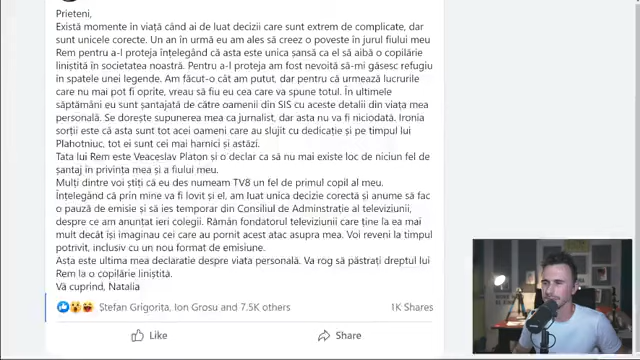 Prieteni,
Există momente în viață când ai de luat decizii care sunt extrem de complicate, dar
sunt unicele corecte. Un an în urmă eu am ales să creez o poveste în jurul fiului meu
Rem pentru a-l proteja înțelegând că asta este unica șansă ca el să aibă o copilărie
liniștită în societatea noastră. Pentru a-l proteja am fost nevoită să-mi găsesc refugiu
în spatele unei legende. Am făcut-o cât am putut, dar pentru că urmează lucrurile
care nu mai pot fi oprite, vreau să fiu eu cea care va spune totul. În ultimele
săptămâni eu sunt șantajată de către oamenii din SIS cu aceste detalii din viața mea
personală. Se dorește supunerea mea ca jurnalist, dar asta nu va fi niciodată. Ironia
sorții este că asta sunt tot acei oameni care au slujit cu dedicație și pe timpul lui
Plahotniuc, tot ei sunt cei mai harnici și astăzi.
Tata lui Rem este Veaceslav Platon și o declar ca să nu mai existe loc de niciun fel de
șantaj in privința mea și a fiului meu.
Mulți dintre voi știți că eu des numeam TV8 un fel de primul copil al meu.
Înțelegând că prin mine va fi lovit și el, am luat unica decizie corectă și anume să fac
o pauză de emisie și să ies temporar din Consiliul de Adminstrație al televiziunii,
despre ce am anunțat ieri colegii. Rămân fondatorul televiziunii care ține la ea mai
mult decât își imaginau cei care au pornit acest atac asupra mea. Voi reveni la timpul
potrivit, inclusiv cu un nou format de emisiune.
Asta este ultima mea declaratie despre viata personală. Va rog să păstrați dreptul lui
Rem la o copilărie liniștită.
Vă cuprind, Natalia
Stefan Grigorita, Ion Grosu and 7.5K others 1K Shares
Like Share